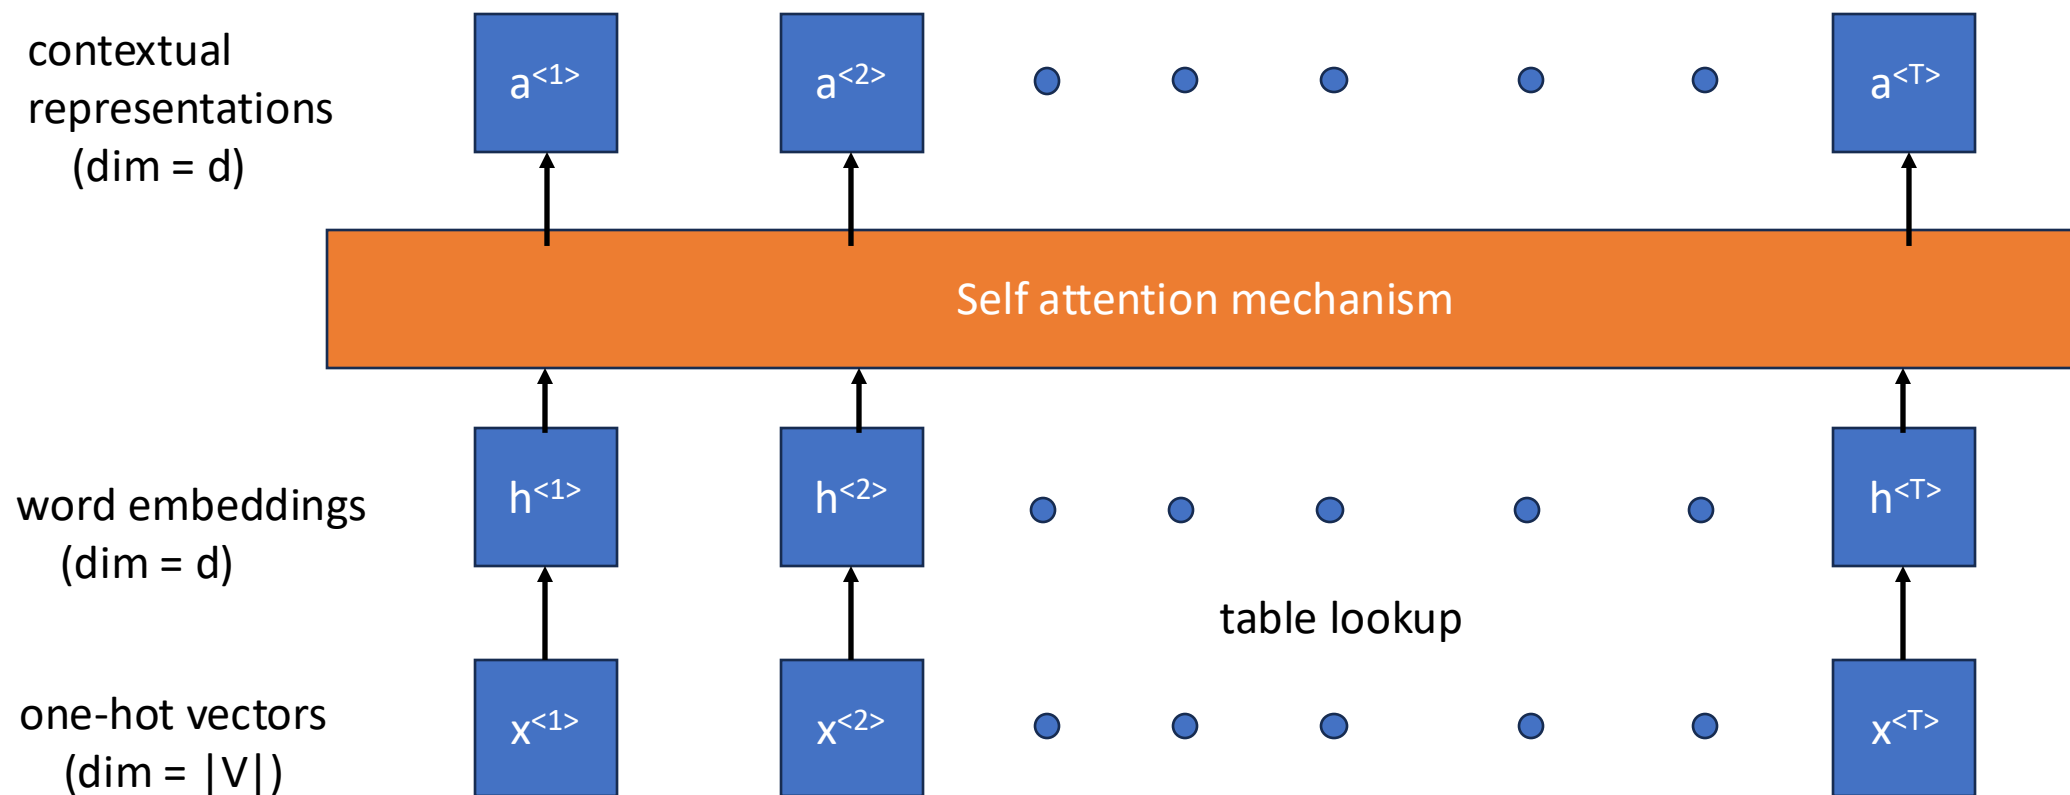 contextual
representations
(dim = d)
a<1>
a<2>
a<T>
Self attention mechanism
word embeddings
(dim = d)
h<1>
h<2>
h<T>
table lookup
one-hot vectors
(dim = |V|)
x<1>
x<2>
x<T>